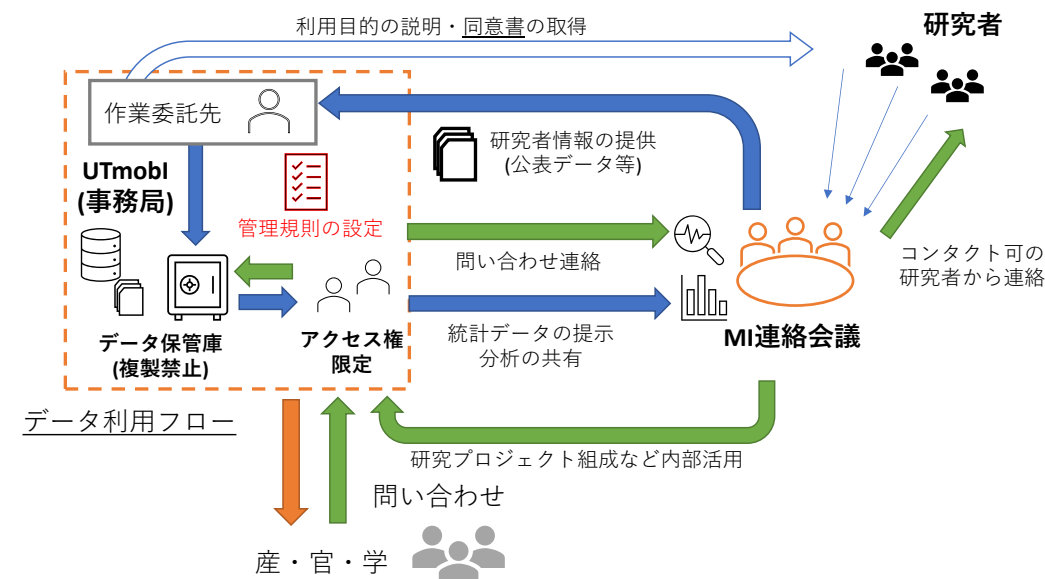 利用目的の説明・同意書の取得
研究者
作業委託先
研究者情報の提供
(公表データ等)
UTmobI
(事務局)
管理規則の設定
問い合わせ連絡
コンタクト可の
研究者から連絡
データ保管庫
(複製禁止)
アクセス権
限定
統計データの提示
分析の共有
MI連絡会議
データ利用フロー
研究プロジェクト組成など内部活用
問い合わせ
産・官・学